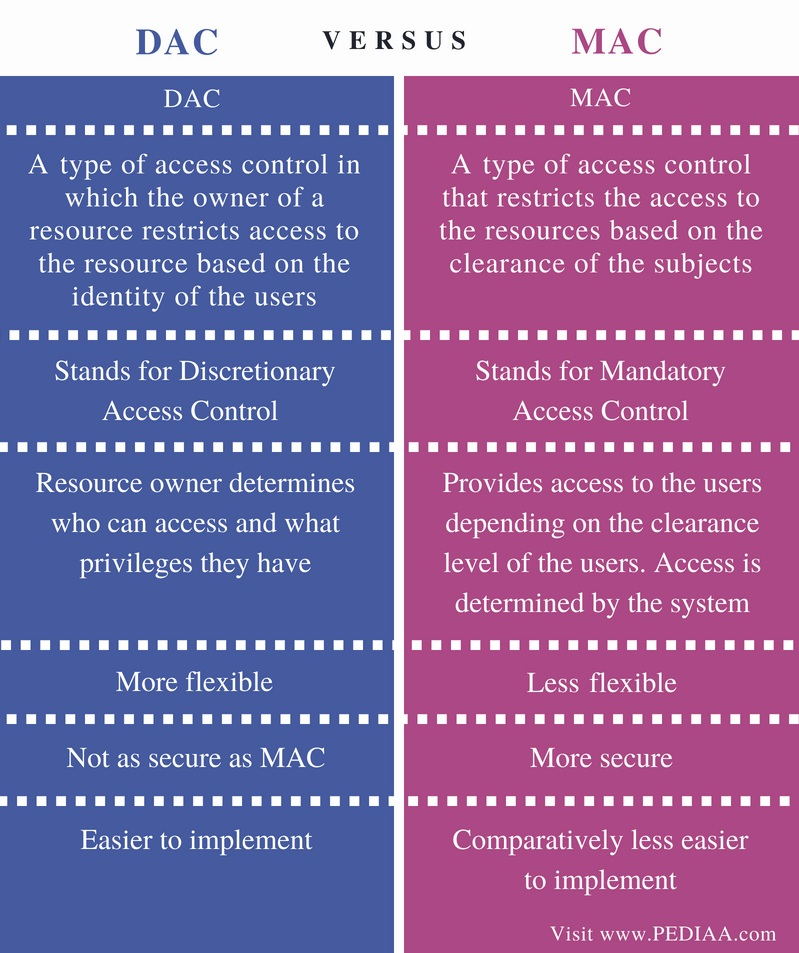 DAC VERSUS MAC
DAC
A type of access control in
which the owner of a
resource restricts access to
the resource based on the
identity of the users
Stands for Discretionary
Access Control
Resource owner determines
who can access and what
privileges they have
More flexible
Not as secure as MAC
Easier to implement
MAC
A type of access control
that restricts the access to
the resources based on the
clearance of the subjects
Stands for Mandatory
Access Control
Provides access to the users
depending on the clearance
level of the users. Access is
determined by the system
Less flexible
More secure
Comparatively less easier
to implement
Visit www.PEDIAA.com